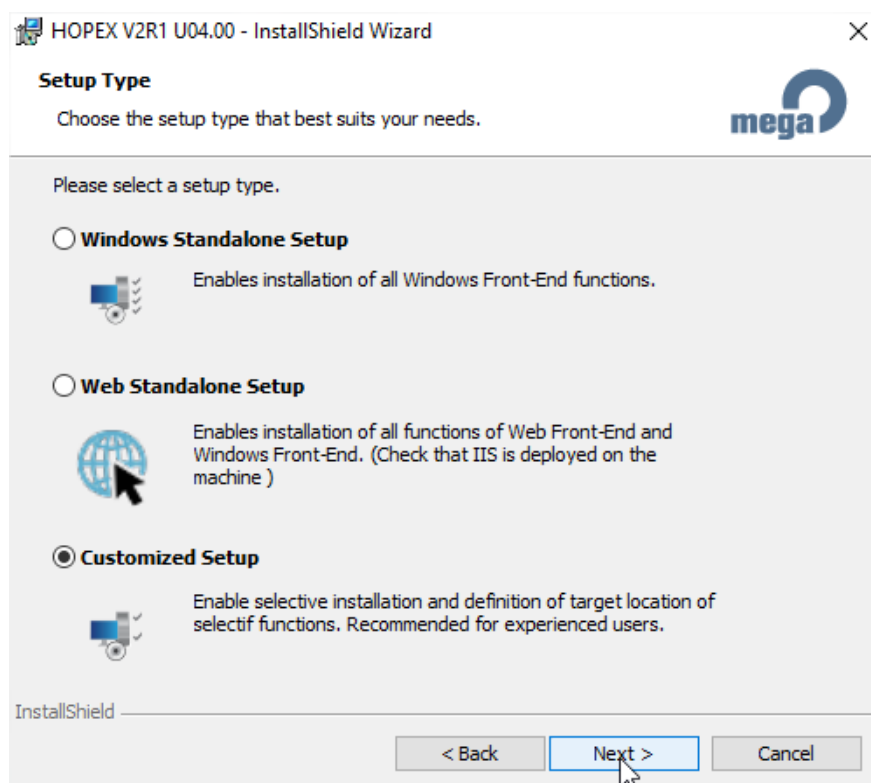 HOPEX V2R1 U04.00 - InstallShield Wizard
Setup Type
Choose the setup type that best suits your needs.
mega
Please select a setup type.
Windows Standalone Setup
Enables installation of all Windows Front-End functions.
Web Standalone Setup
Enables installation of all functions of Web Front-End and
Windows Front-End. (Check that IIS is deployed on the
machine )
Customized Setup
Enable selective installation and definition of target location of
selectif functions. Recommended for experienced users.
InstallShield
< Back
Next >
Cancel